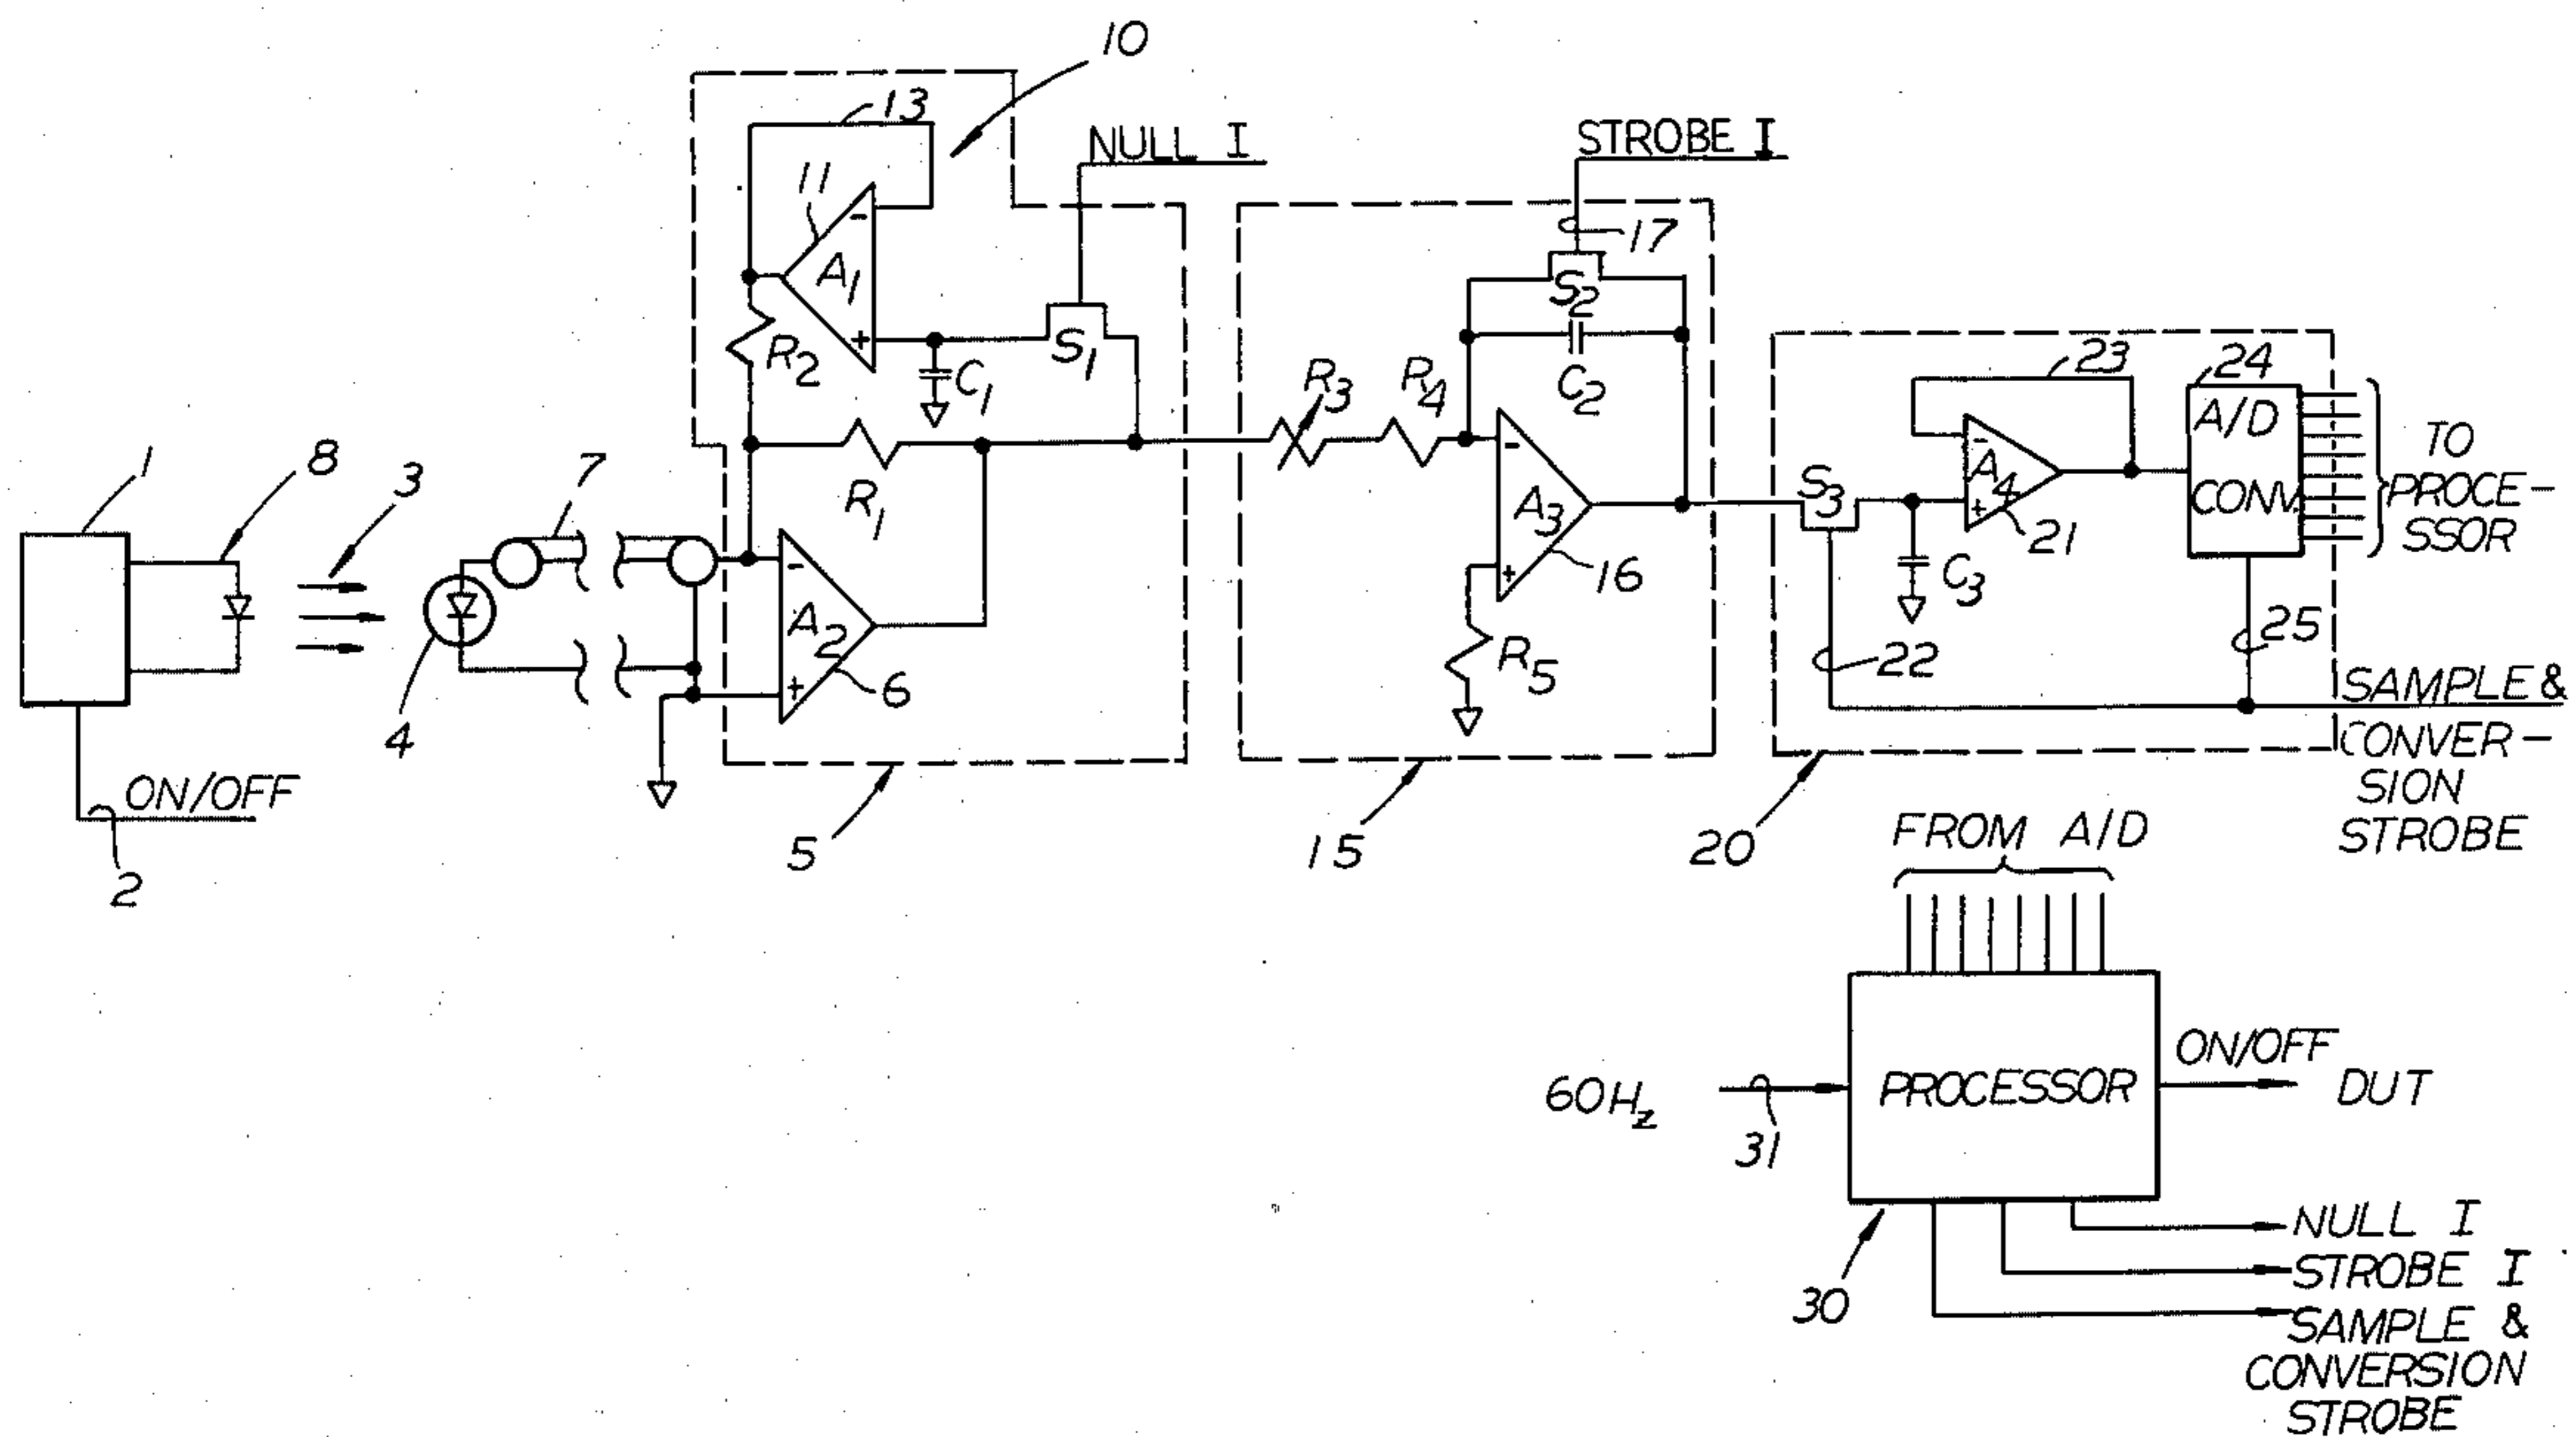 10
13
NULL I
STROBE I
11
17
A1
S2
R2
S1
C1
R3
R4
C2
23
24
A/D
CONV.
TO
PROCE-
SSOR
1
8
3
7
R1
A3
S3
A4
21
16
C3
A2
6
R5
22
25
4
SAMPLE &
CONVER-
SION
STROBE
ON/OFF
2
5
15
20
FROM A/D
60Hz
31
PROCESSOR
ON/OFF
DUT
30
NULL I
STROBE I
SAMPLE &
CONVERSION
STROBE